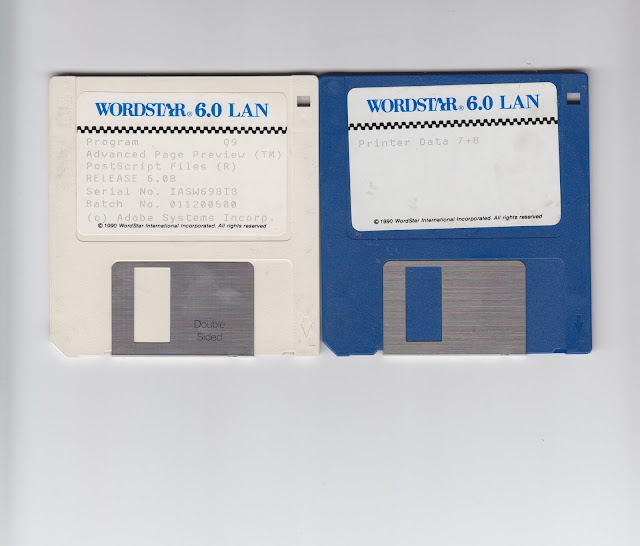 WORDSTAR® 6.0 LAN
Program Q9
Advanced Page Preview (TM)
PostScript Files (R)
RELEASE 6.0B
Serial No. IASW698I8
Batch No. 011200500
(c) Adobe Systems Incorp.
© 1990 WordStar International Incorporated. All rights reserved
Double
Sided
WORDSTAR® 6.0 LAN
Printer Data 7+8
© 1990 WordStar International Incorporated. All rights reserved